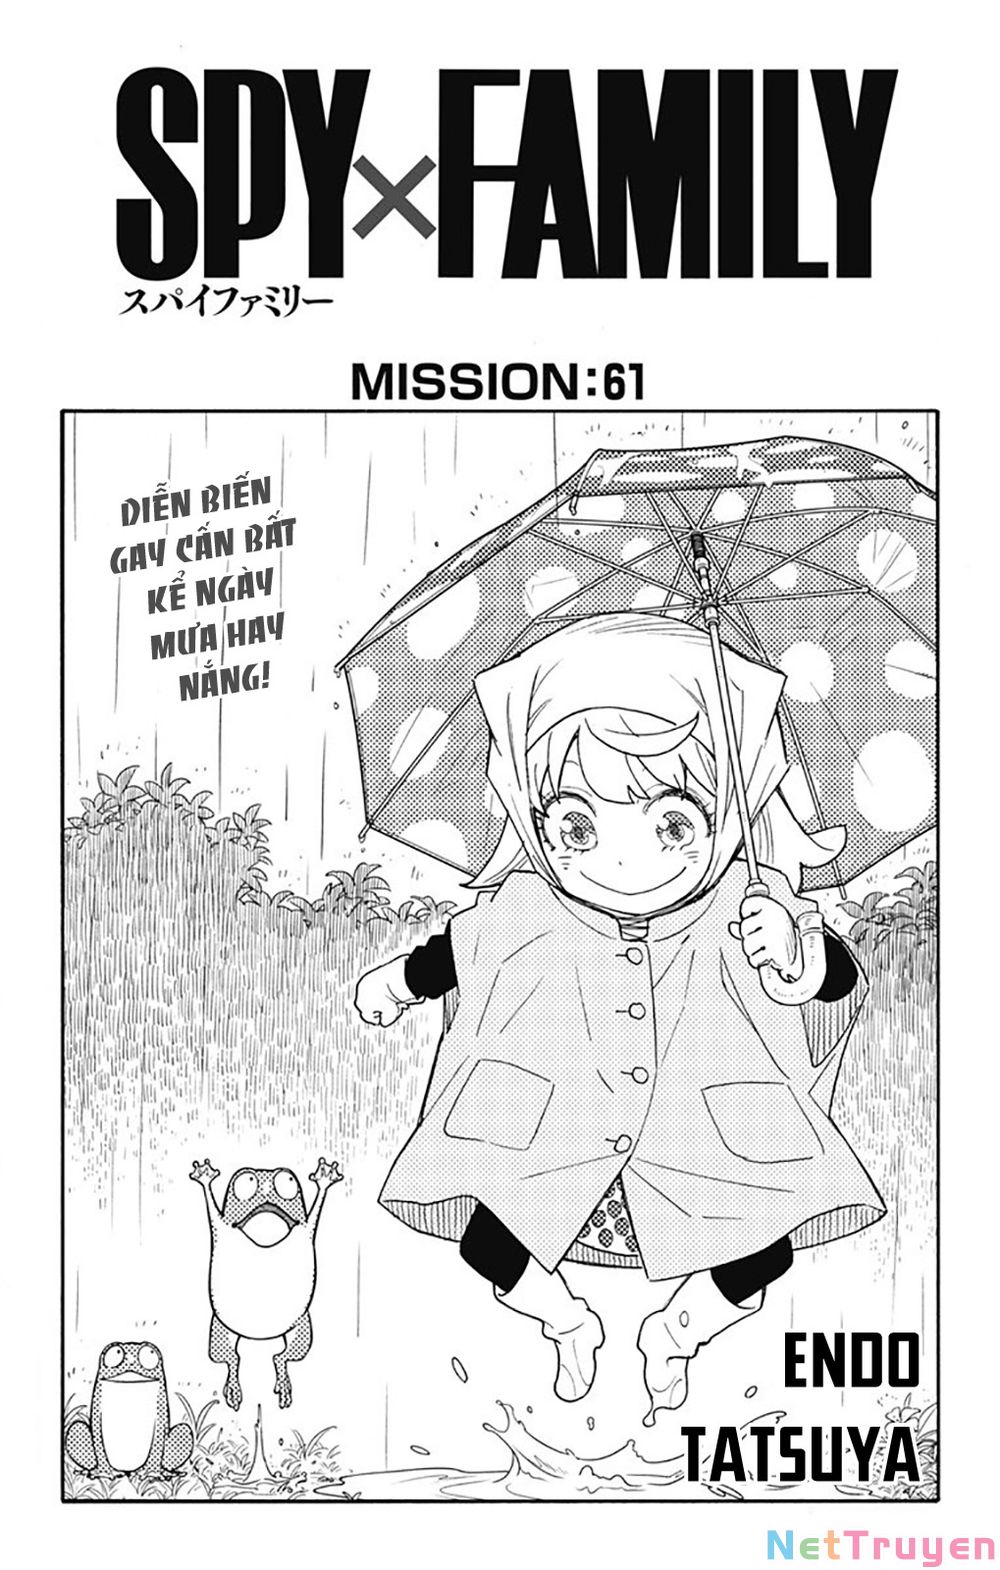 SPY×FAMILY
スパイファミリー
MISSION:61
DIỄN BIẾN
GAY CẤN BẤT
KỂ NGÀY
MƯA HAY
NẮNG!
ENDO
TATSUYA
NetTruyen